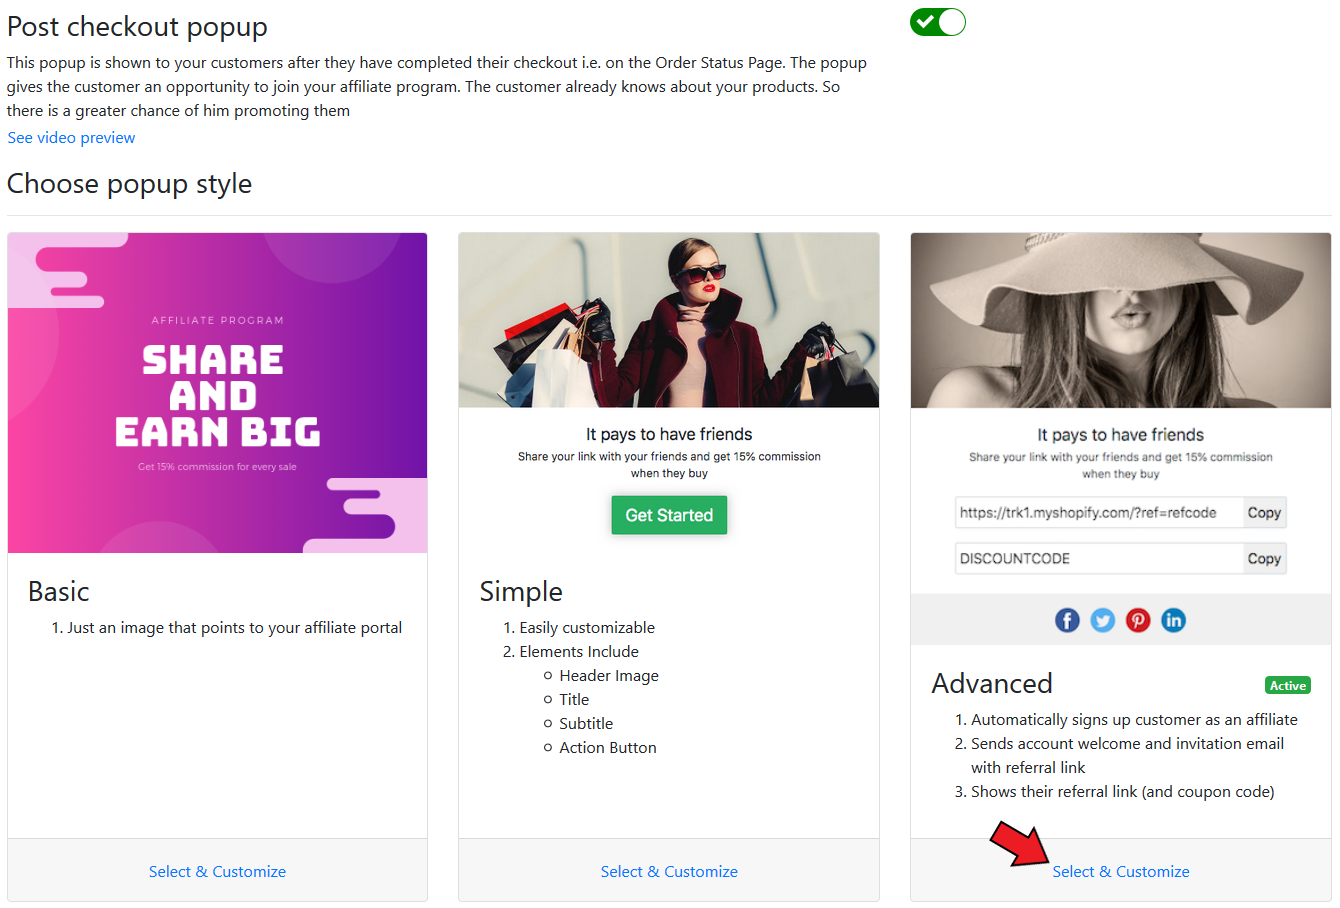 Post checkout popup
This popup is shown to your customers after they have completed their checkout i.e. on the Order Status Page. The popup
gives the customer an opportunity to join your affiliate program. The customer already knows about your products. So
there is a greater chance of him promoting them
See video preview
Choose popup style
AFFILIATE PROGRAM
SHARE
AND
EARN BIG
Get 15% commission for every sale
Basic
1. Just an image that points to your affiliate portal
Select & Customize
It pays to have friends
Share your link with your friends and get 15% commission
when they buy
Get Started
Simple
1. Easily customizable
2. Elements Include
Header Image
Title
Subtitle
Action Button
Select & Customize
It pays to have friends
Share your link with your friends and get 15% commission
when they buy
https://trk1.myshopify.com/?ref=refcode Copy
DISCOUNTCODE Copy
Advanced Active
1. Automatically signs up customer as an affiliate
2. Sends account welcome and invitation email
with referral link
3. Shows their referral link (and coupon code)
Select & Customize